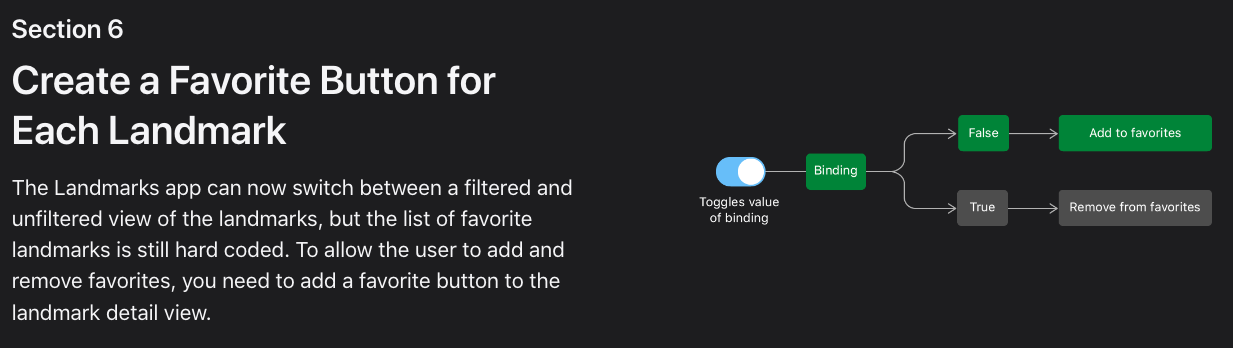 Section 6
Create a Favorite Button for
Each Landmark
The Landmarks app can now switch between a filtered and
unfiltered view of the landmarks, but the list of favorite
landmarks is still hard coded. To allow the user to add and
remove favorites, you need to add a favorite button to the
landmark detail view.
Toggles value
of binding
Binding
False
Add to favorites
True
Remove from favorites